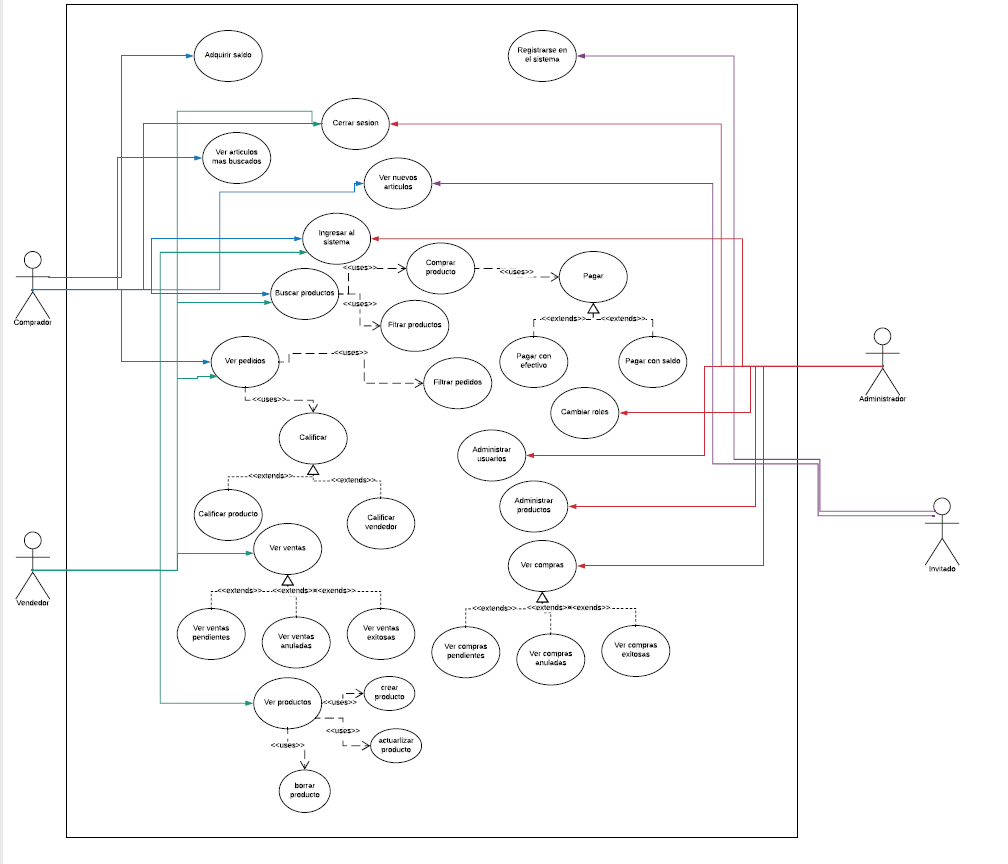 Adquirir saldo
Registrarse en
el sistema
Cerrar sesion
Ver articulos
mas buscados
Ver nuevos
articulos
Ingresar al
sistema
Comprar
producto
<<uses>>
<<uses>>
Pagar
Buscar productos
<<uses>>
Comprador
Filtrar productos
<<extends>>
<<extends>>
Ver pedidos
<<uses>>
Pagar con
efectivo
Pagar con saldo
Filtrar pedidos
<<uses>>
Administrador
Cambiar roles
Calificar
Administrar
usuarios
<<extends>>
<<extends>>
Calificar producto
Calificar
vendedor
Administrar
productos
Ver ventas
Ver compras
Invitado
Vendedor
<<extends>>
<<extends>>
<<exends>>
<<extends>>
<<extends>>
<<exends>>
Ver ventas
pendientes
Ver ventas
anuladas
Ver ventas
exitosas
Ver compras
pendientes
Ver compras
anuladas
Ver compras
exitosas
Ver productos
<<uses>>
crear
producto
<<uses>>
actuarlizar
producto
<<uses>>
borrar
producto